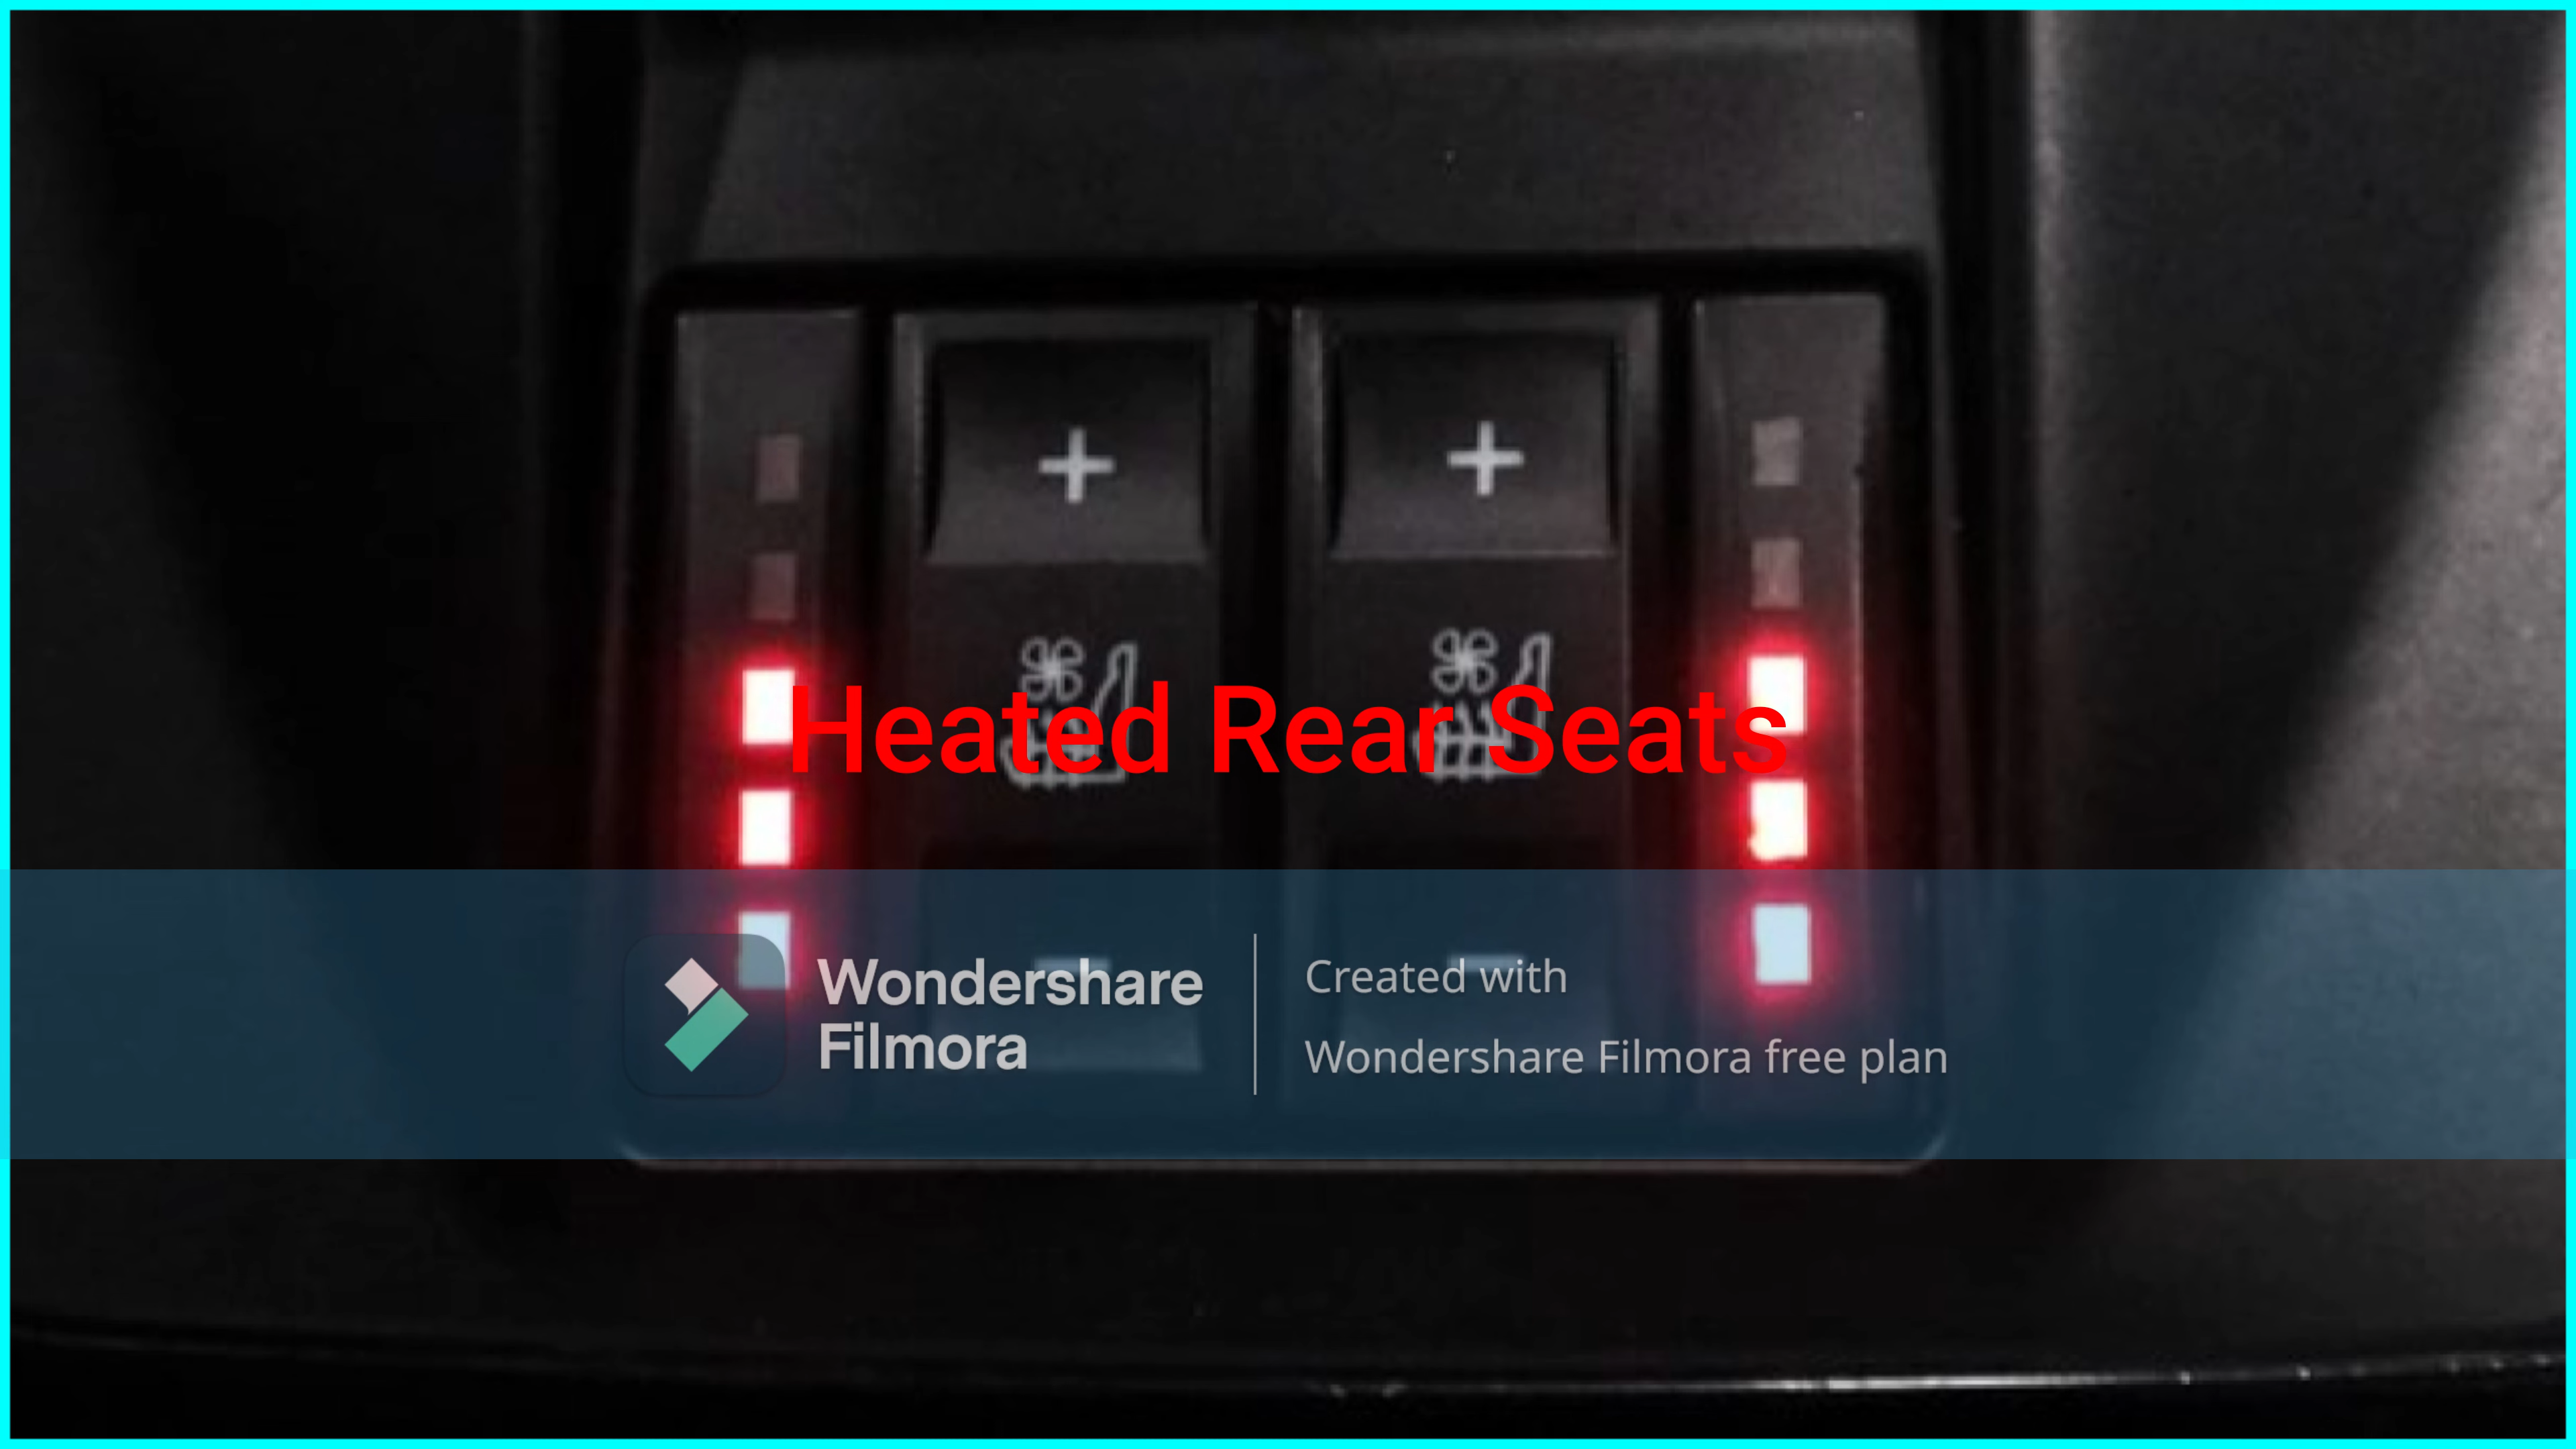 + +
Heated Rear Seats
- -
Wondershare
Filmora
Created with
Wondershare Filmora free plan